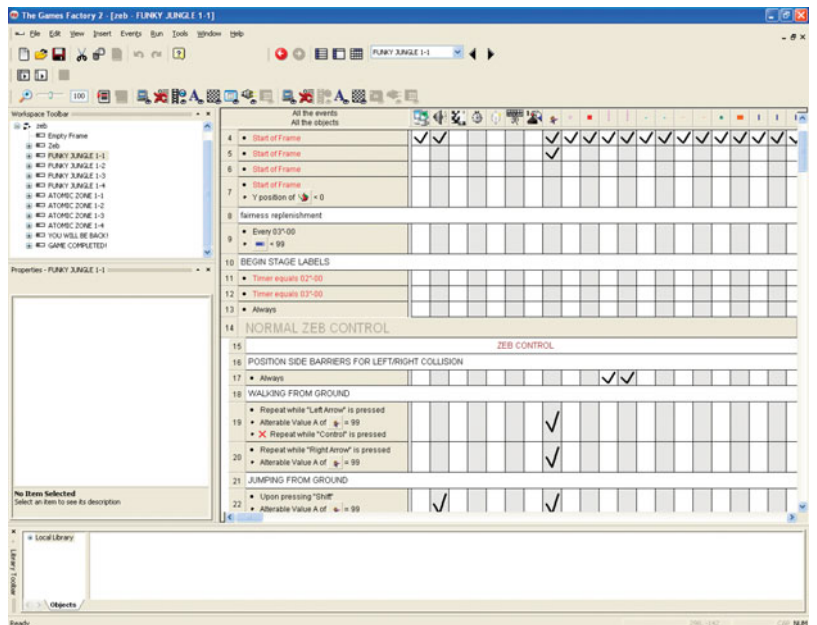 The Games Factory 2 - [zeb - FUNKY JUNGLE 1-1]
File Edit View Insert Events Run Tools Window Help
FUNKY JUNGLE 1-1
100
Workspace Toolbar
zeb
Empty Frame
Zeb
FUNKY JUNGLE 1-1
FUNKY JUNGLE 1-2
FUNKY JUNGLE 1-3
FUNKY JUNGLE 1-4
ATOMIC ZONE 1-1
ATOMIC ZONE 1-2
ATOMIC ZONE 1-3
ATOMIC ZONE 1-4
YOU WILL BE BACK!
GAME COMPLETED!
Properties - FUNKY JUNGLE 1-1
No Item Selected
Select an item to see its description
All the events
All the objects
4 • Start of Frame
5 • Start of Frame
6 • Start of Frame
7 • Start of Frame
• Y position of < 0
8 fairness replenishment
9 • Every 03"-00
• < 99
10 BEGIN STAGE LABELS
11 • Timer equals 02"-00
12 • Timer equals 03"-00
13 • Always
14 NORMAL ZEB CONTROL
15 ZEB CONTROL
16 POSITION SIDE BARRIERS FOR LEFT/RIGHT COLLISION
17 • Always
18 WALKING FROM GROUND
19 • Repeat while "Left Arrow" is pressed
• Alterable Value A of = 99
• X Repeat while "Control" is pressed
20 • Repeat while "Right Arrow" is pressed
• Alterable Value A of = 99
21 JUMPING FROM GROUND
22 • Upon pressing "Shift"
• Alterable Value A of = 99
Library Toolbar
Local Library
Objects
Ready
CAP NUM